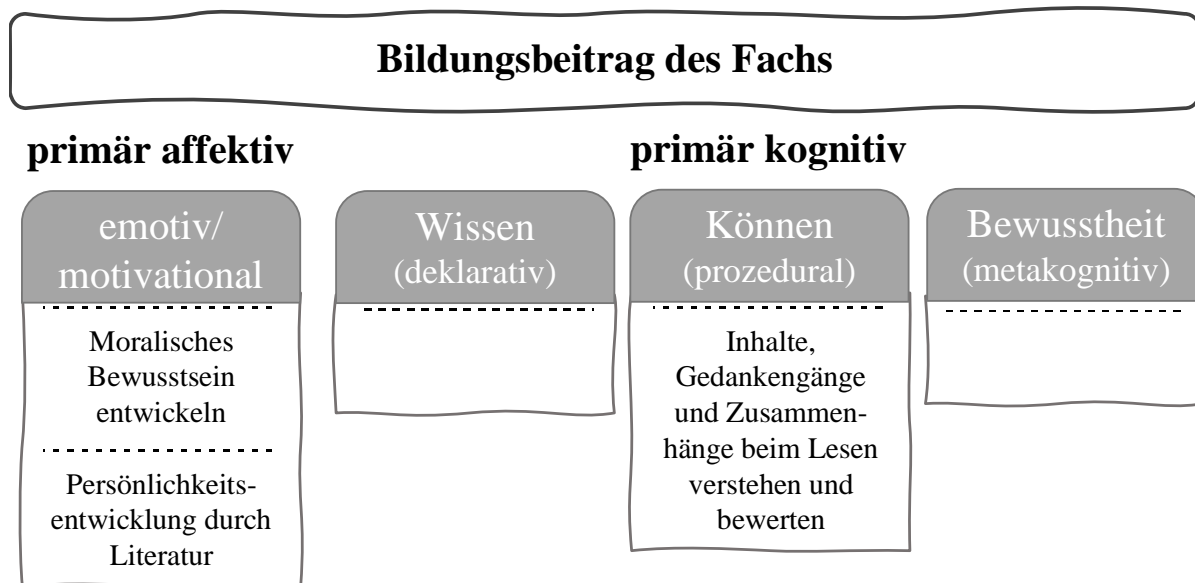 Bildungsbeitrag des Fachs
primär affektiv
primär kognitiv
emotiv/
motivational
Moralisches
Bewusstsein
entwickeln
Persönlichkeits-
entwicklung durch
Literatur
Wissen
(deklarativ)
Können
(prozedural)
Inhalte,
Gedankengänge
und Zusammen-
hänge beim Lesen
verstehen und
bewerten
Bewusstheit
(metakognitiv)